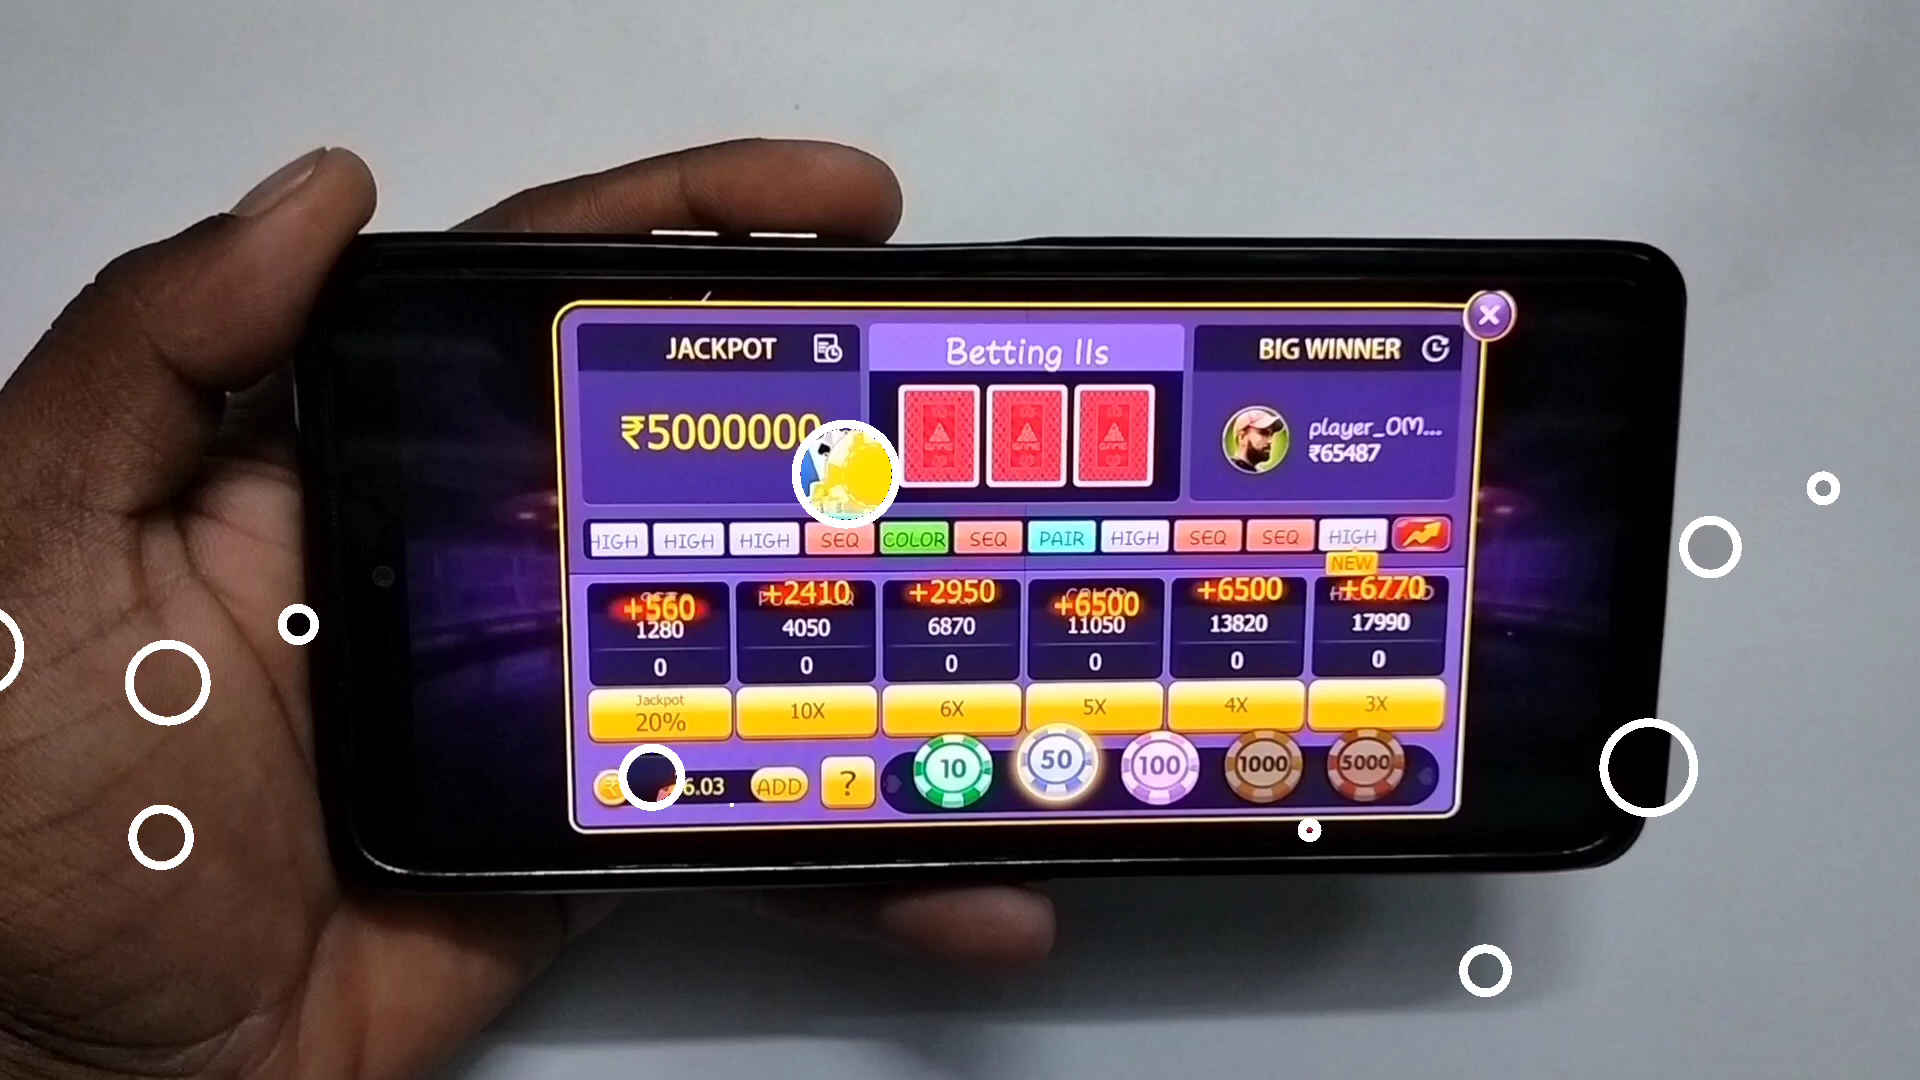 JACKPOT
Betting 11s
BIG WINNER
₹5000000
player_OM...
₹65487
HIGH HIGH HIGH SEQ COLOR SEQ PAIR HIGH SEQ SEQ HIGH
NEW
+560 +2410 +2950 +6500 +6500 +6770
1280 4050 6870 11050 13820 17990
0 0 0 0 0 0
Jackpot
20% 10X 6X 5X 4X 3X
6.03 ADD ? 10 50 100 1000 5000